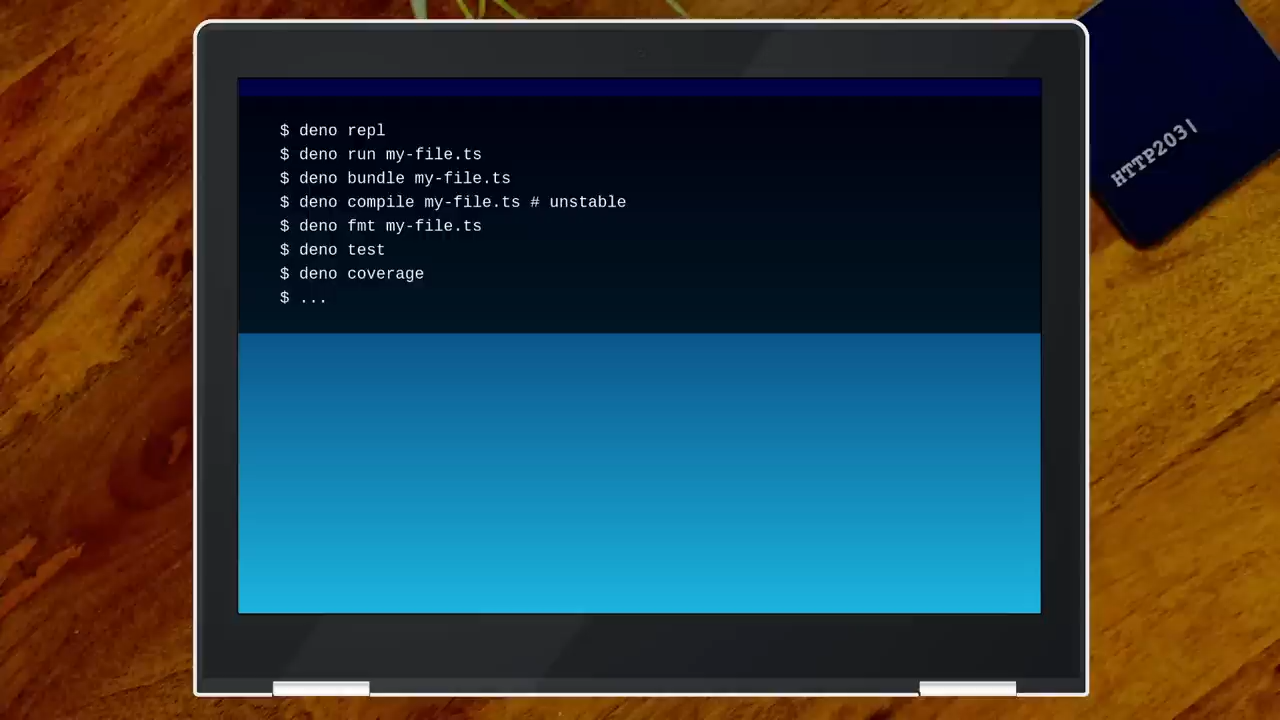 $ deno repl
$ deno run my-file.ts
$ deno bundle my-file.ts
$ deno compile my-file.ts # unstable
$ deno fmt my-file.ts
$ deno test
$ deno coverage
$ ...
HTTP203|